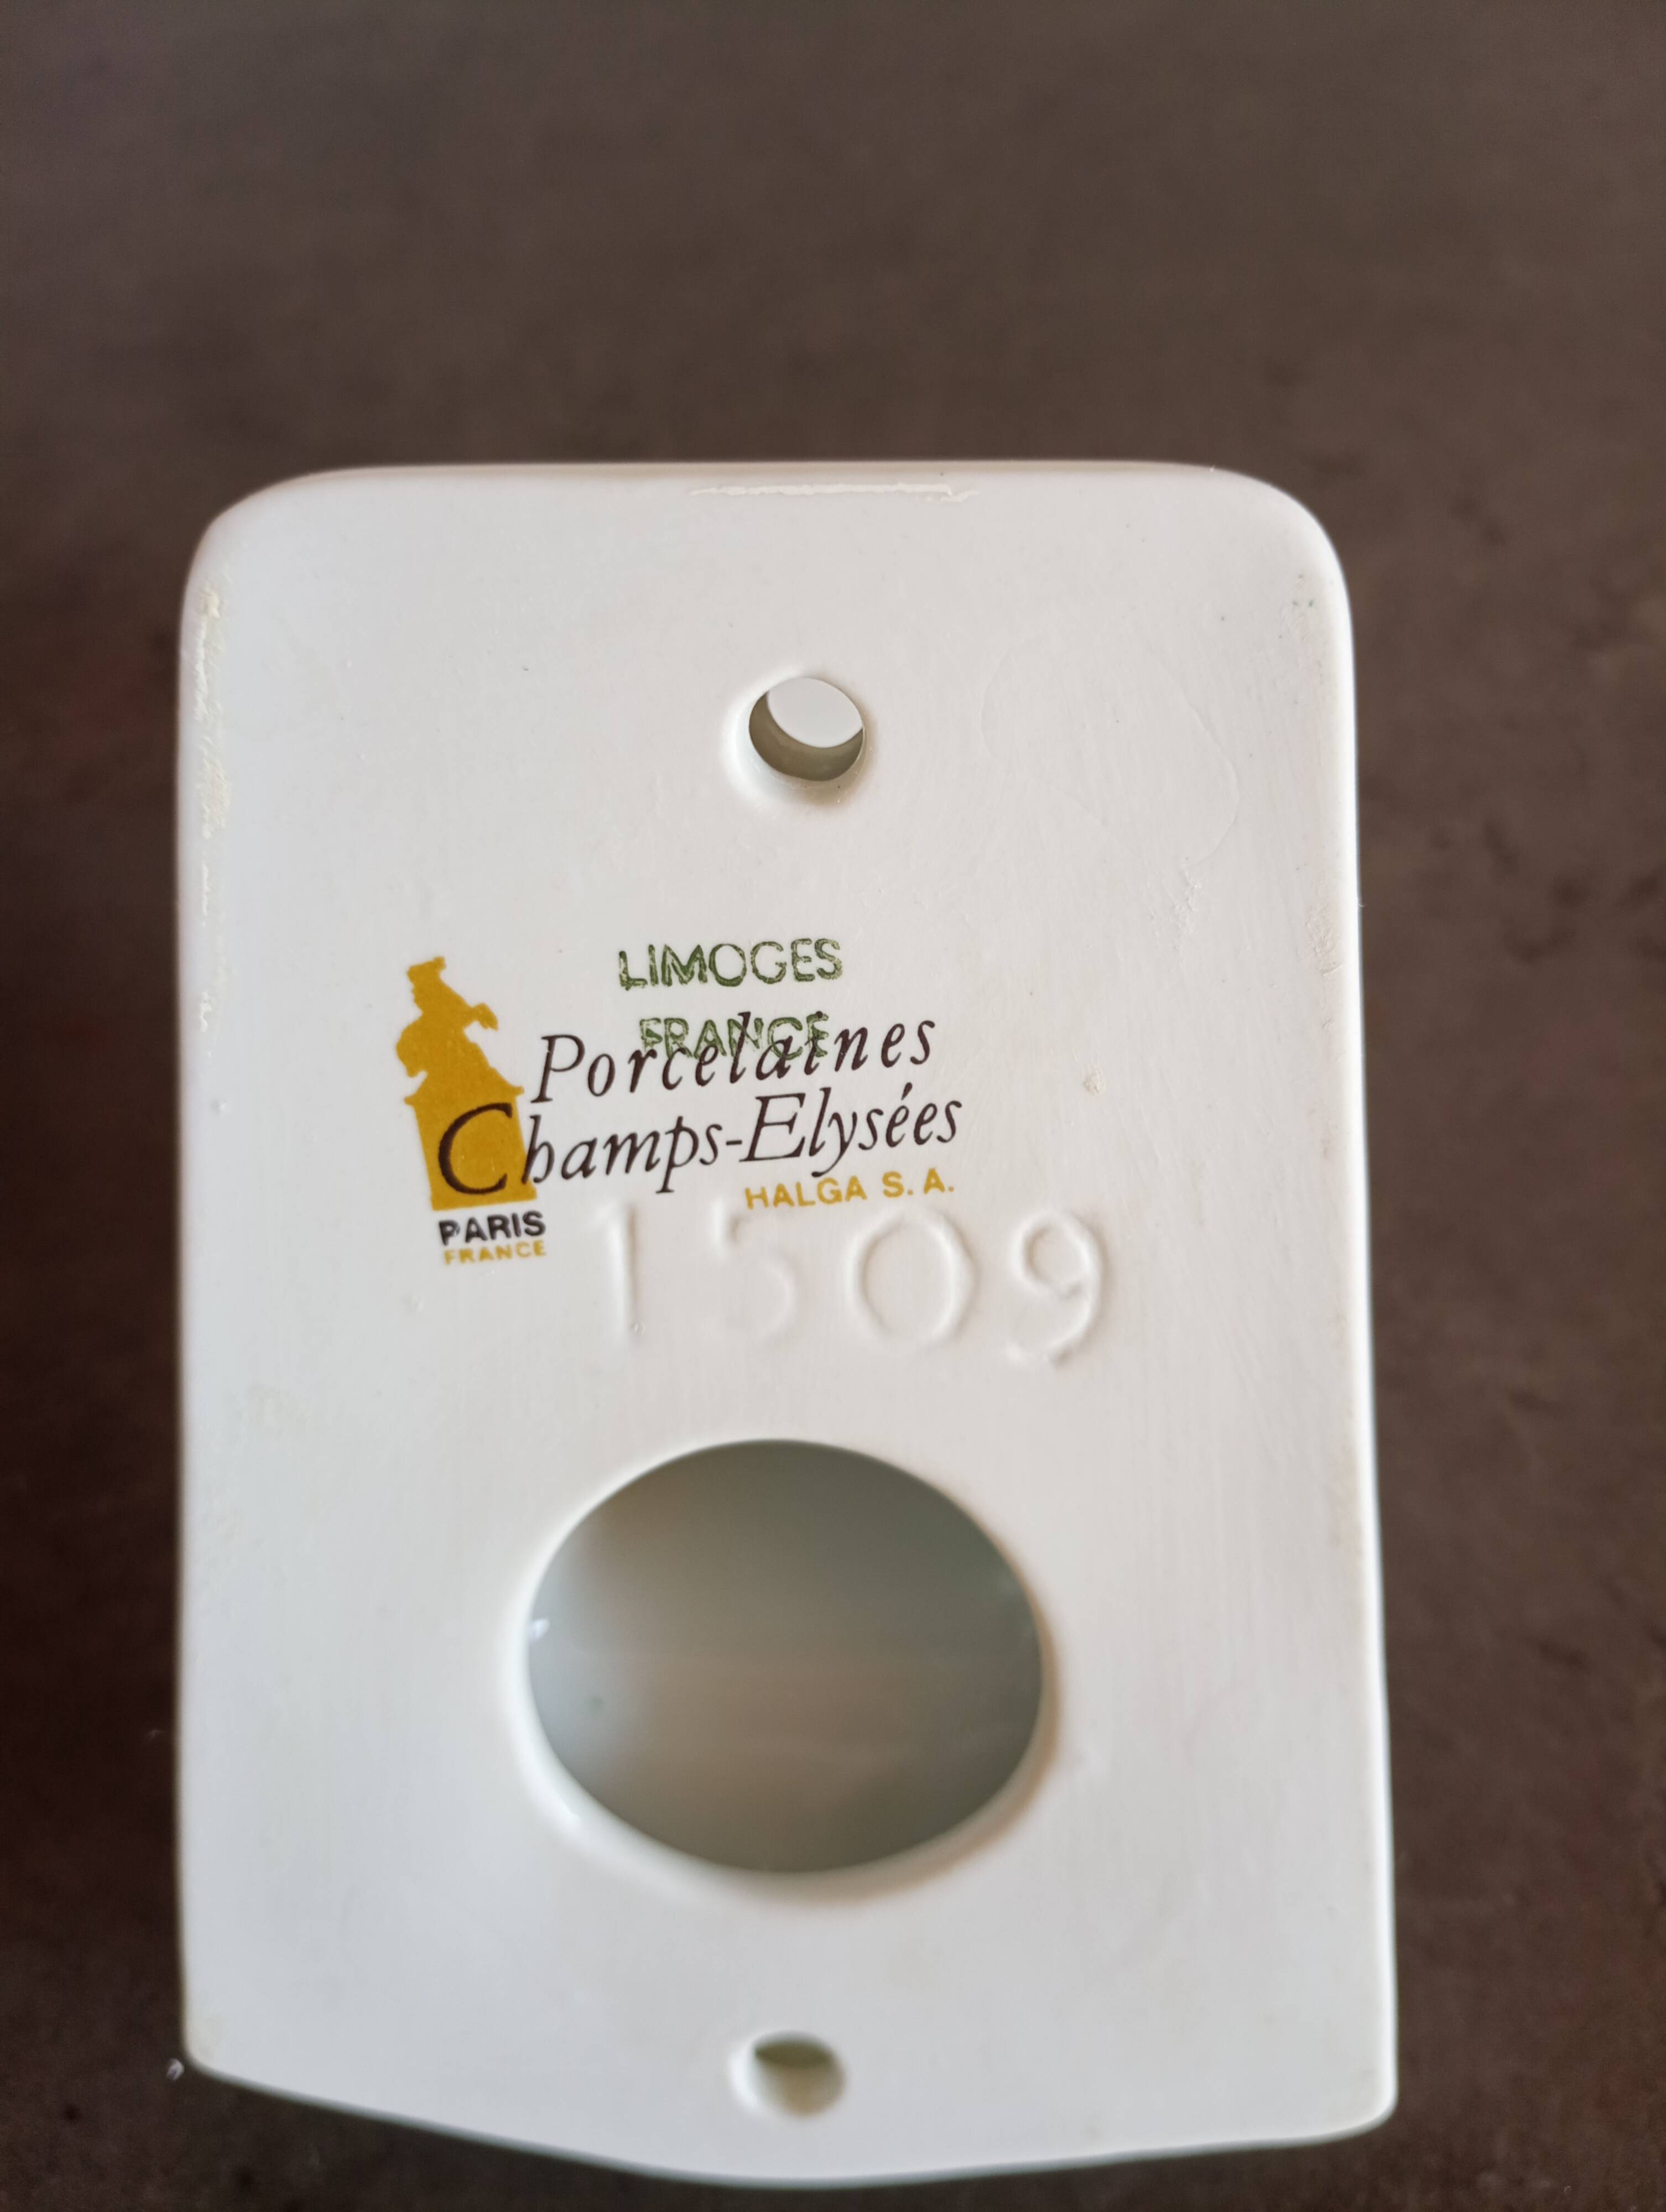 LIMOGES
FRANCE
Porcelaines
Champs-Elysées
HALGA S. A.
PARIS
FRANCE
1509